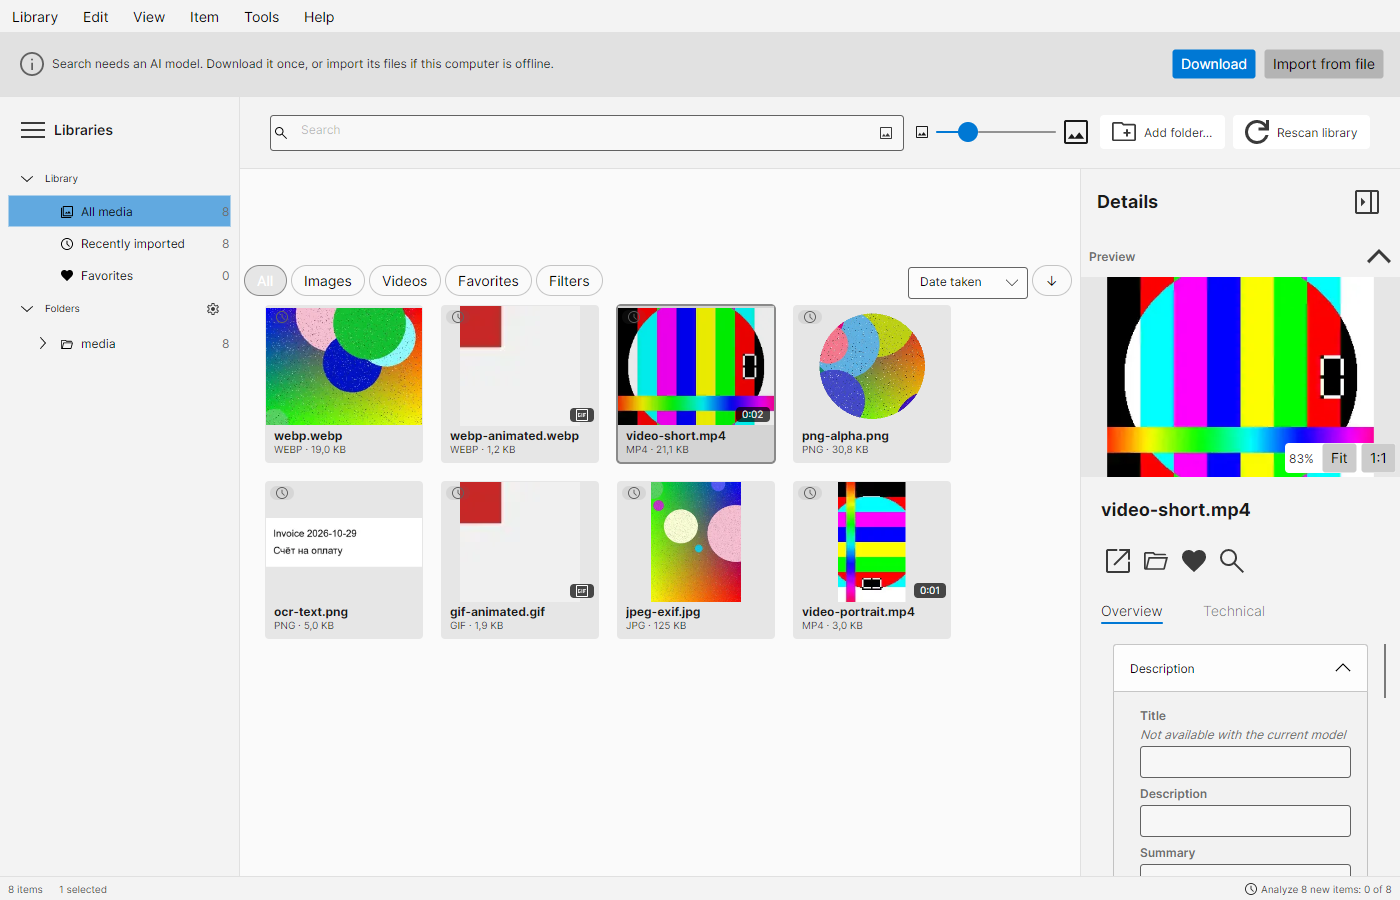 Library Edit View Item Tools Help
Search needs an AI model. Download it once, or import its files if this computer is offline.
Download
Import from file
Libraries
Search
Add folder...
Rescan library
Library
All media 8
Recently imported 8
Favorites 0
Folders
media 8
All
Images
Videos
Favorites
Filters
Date taken
webp.webp
WEBP · 19,0 KB
GIF
webp-animated.webp
WEBP · 1,2 KB
0:02
video-short.mp4
MP4 · 21,1 KB
png-alpha.png
PNG · 30,8 KB
Invoice 2026-10-29
Счёт на оплату
ocr-text.png
PNG · 5,0 KB
GIF
gif-animated.gif
GIF · 1,9 KB
jpeg-exif.jpg
JPG · 125 KB
0:01
video-portrait.mp4
MP4 · 3,0 KB
Details
Preview
83%
Fit
1:1
video-short.mp4
Overview
Technical
Description
Title
Not available with the current model
Description
Summary
8 items
1 selected
Analyze 8 new items: 0 of 8